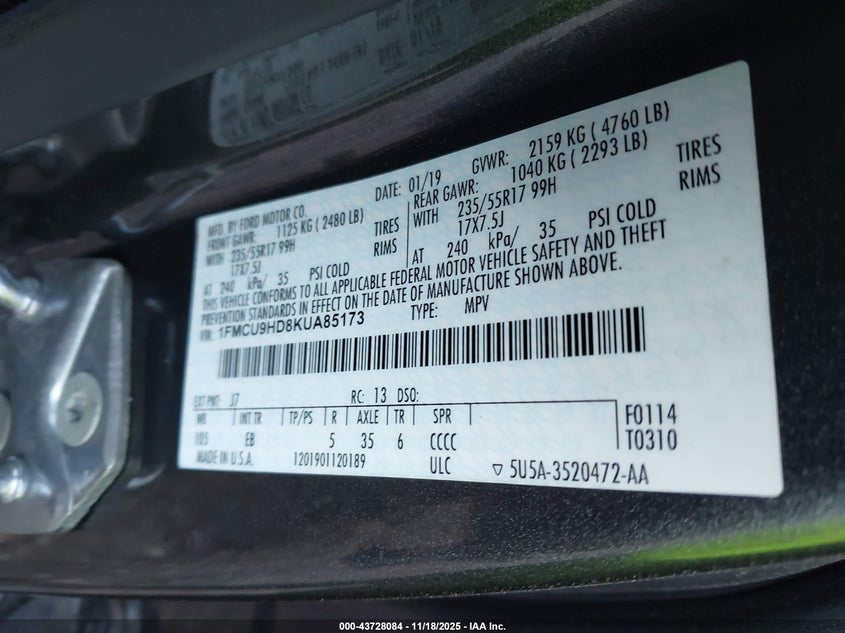 MFD. BY FORD MOTOR CO.
DATE: 01/19 GVWR: 2159 KG ( 4760 LB)
FRONT GAWR: 1125 KG ( 2480 LB) REAR GAWR: 1040 KG ( 2293 LB)
WITH 235/55R17 99H TIRES WITH 235/55R17 99H TIRES
17X7.5J RIMS 17X7.5J RIMS
AT 240 kPa/ 35 PSI COLD AT 240 kPa/ 35 PSI COLD
THIS VEHICLE CONFORMS TO ALL APPLICABLE FEDERAL MOTOR VEHICLE SAFETY AND THEFT
PREVENTION STANDARDS IN EFFECT ON THE DATE OF MANUFACTURE SHOWN ABOVE.
VIN: 1FMCU9HD8KUA85173 TYPE: MPV
EXT PNT: J7 RC: 13 DSO:
WB INT TR TP/PS R AXLE TR SPR F0114
105 EB 5 35 6 CCCC T0310
MADE IN U.S.A. 1201901120189 ULC 5U5A-3520472-AA
000-43728084 - 11/18/2025 - IAA Inc.